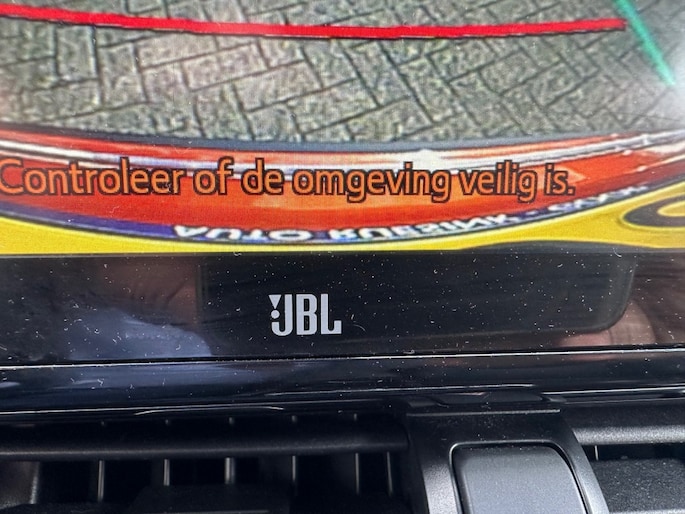 Controleer of de omgeving veilig is.
JBL